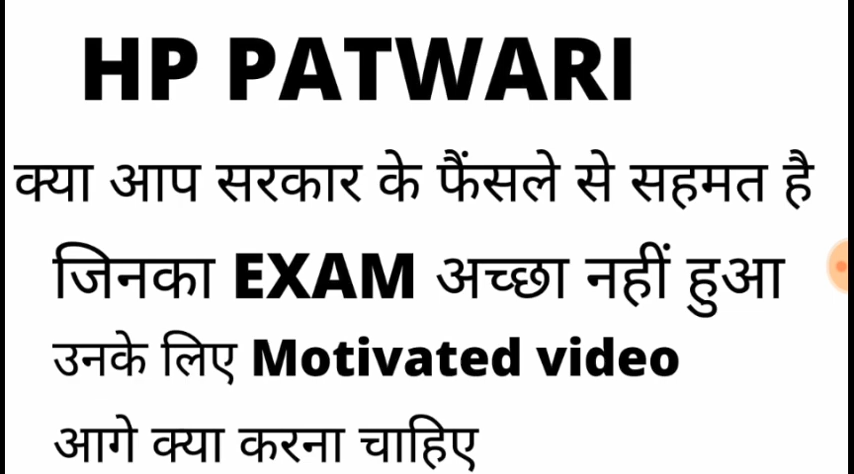 HP PATWARI
क्या आप सरकार के फैंसले से सहमत है
जिनका EXAM अच्छा नहीं हुआ
उनके लिए Motivated video
आगे क्या करना चाहिए